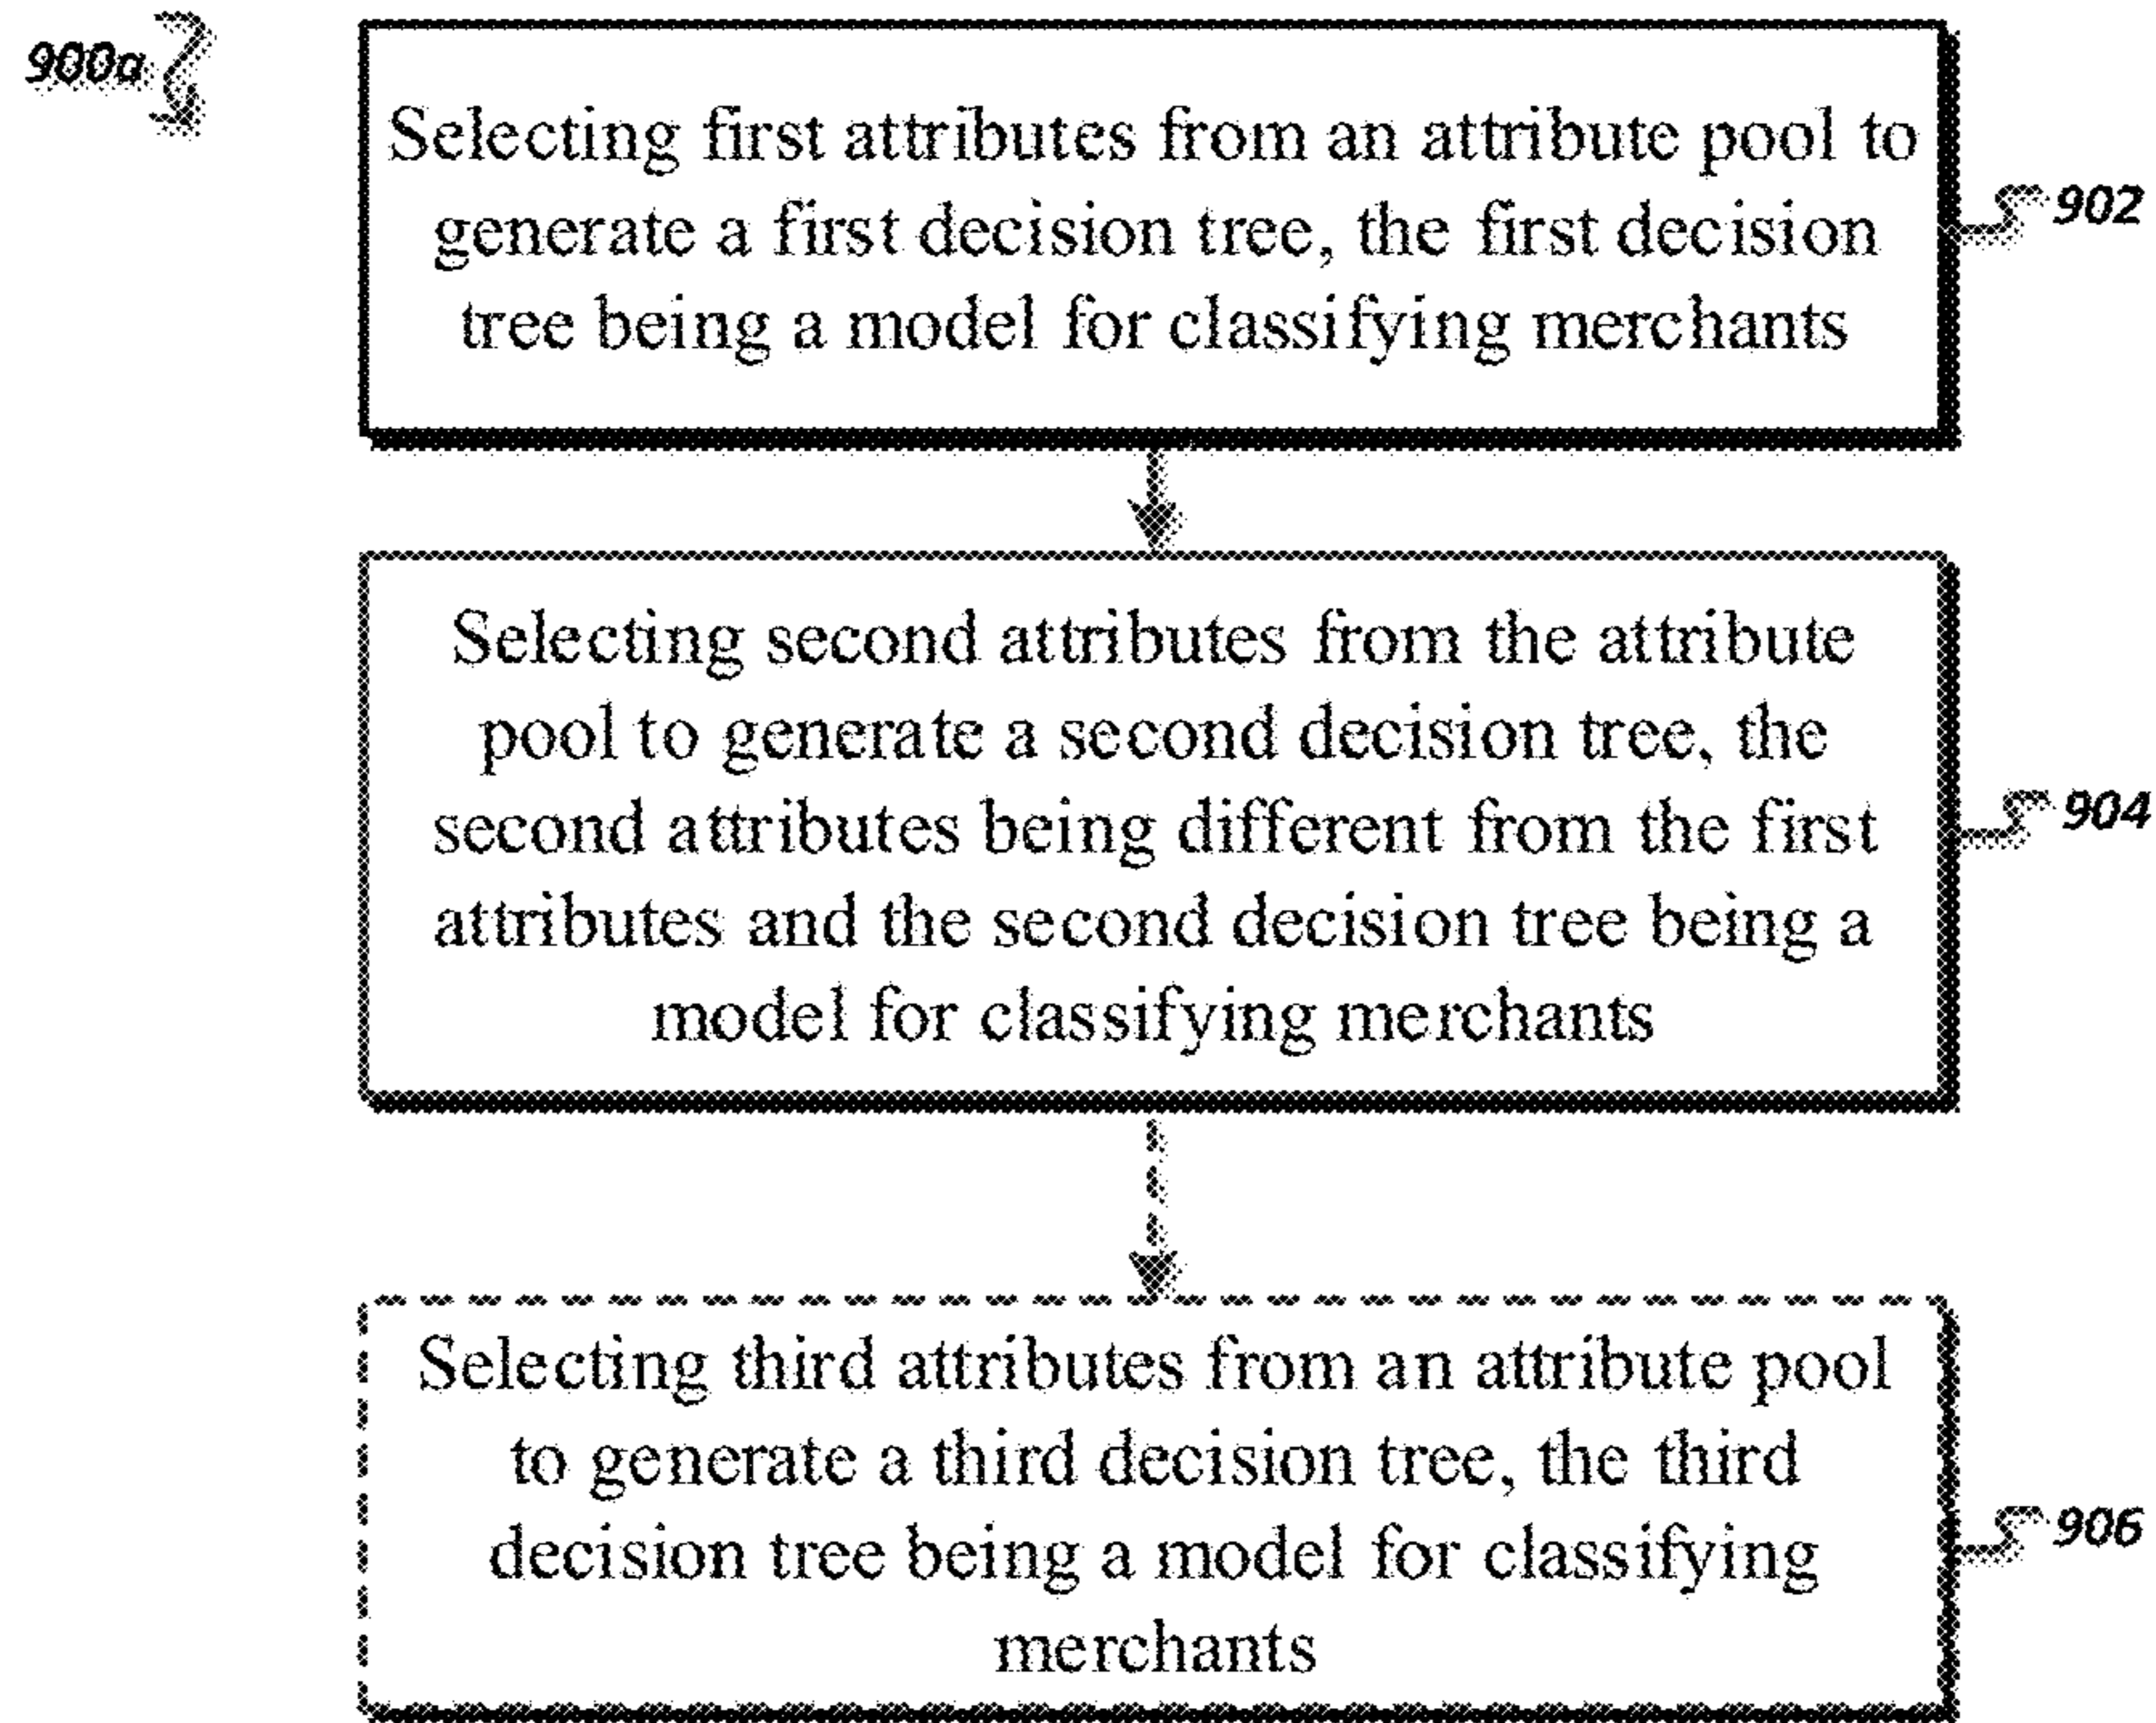 900a
Selecting first attributes from an attribute pool to
generate a first decision tree, the first decision
tree being a model for classifying merchants
902
Selecting second attributes from the attribute
pool to generate a second decision tree, the
second attributes being different from the first
attributes and the second decision tree being a
model for classifying merchants
904
Selecting third attributes from an attribute pool
to generate a third decision tree, the third
decision tree being a model for classifying
merchants
906